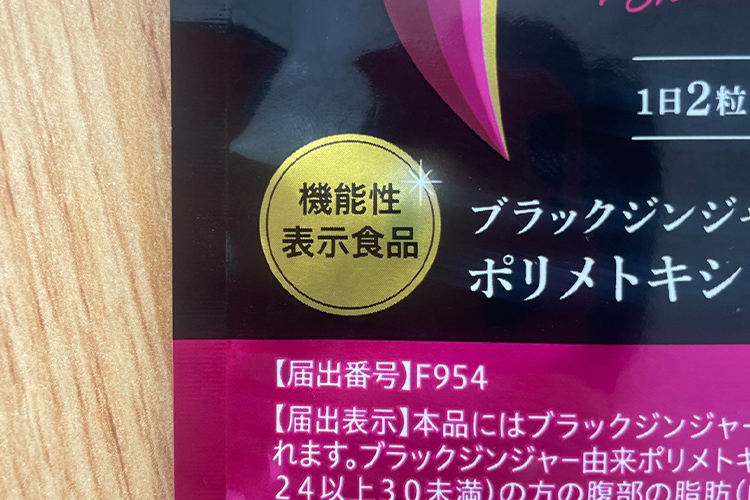 1日2粒
機能性
表示食品
ブラックジンジャ
ポリメトキシ
【届出番号】F954
【届出表示】本品にはブラックジンジャー
れます。ブラックジンジャー由来ポリメトキ
24以上30未満)の方の腹部の脂肪(